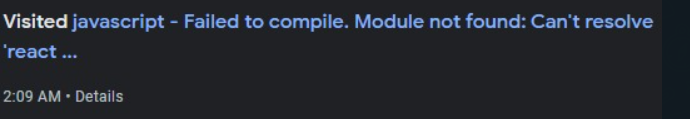 Visited javascript - Failed to compile. Module not found: Can't resolve
'react ...
2:09 AM • Details